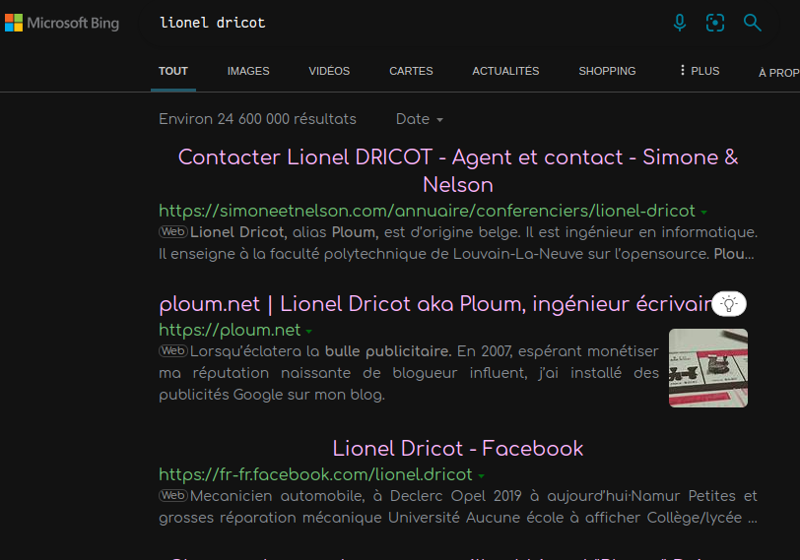 Microsoft Bing
lionel dricot
TOUT IMAGES VIDÉOS CARTES ACTUALITÉS SHOPPING PLUS À PROP
Environ 24 600 000 résultats Date
Contacter Lionel DRICOT - Agent et contact - Simone &
Nelson
https://simoneetnelson.com/annuaire/conferenciers/lionel-dricot
Web Lionel Dricot, alias Ploum, est d'origine belge. Il est ingénieur en informatique.
Il enseigne à la faculté polytechnique de Louvain-La-Neuve sur l'opensource. Plou...
ploum.net | Lionel Dricot aka Ploum, ingénieur écrivain
https://ploum.net
Web Lorsqu'éclatera la bulle publicitaire. En 2007, espérant monétiser
ma réputation naissante de blogueur influent, j'ai installé des
publicités Google sur mon blog.
Lionel Dricot - Facebook
https://fr-fr.facebook.com/lionel.dricot
Web Mecanicien automobile, à Declerc Opel 2019 à aujourd'hui·Namur Petites et
grosses réparation mécanique Université Aucune école à afficher Collège/lycée ...